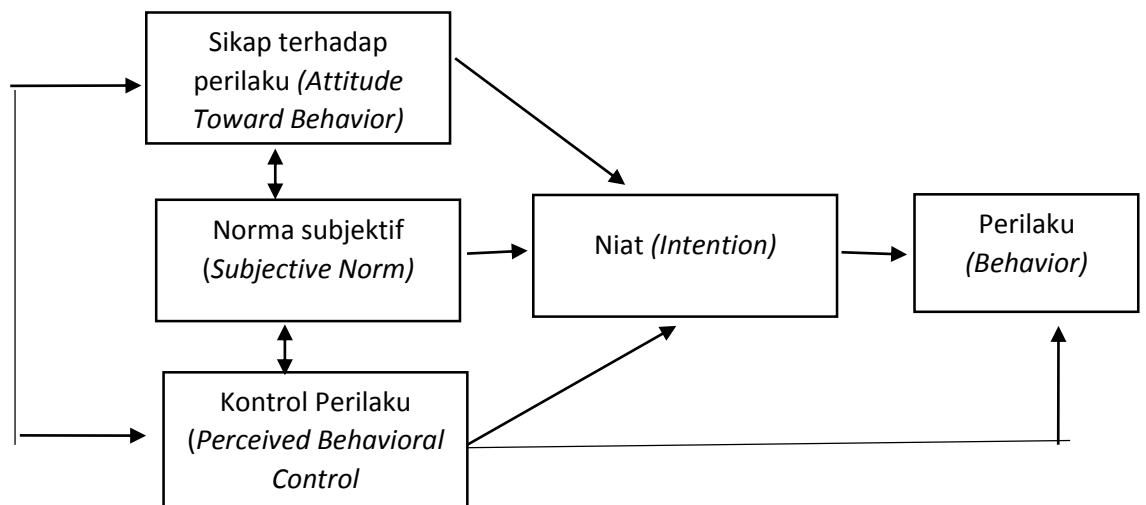 Sikap terhadap
perilaku (Attitude
Toward Behavior)
Norma subjektif
(Subjective Norm)
Kontrol Perilaku
(Perceived Behavioral
Control
Niat (Intention)
Perilaku
(Behavior)